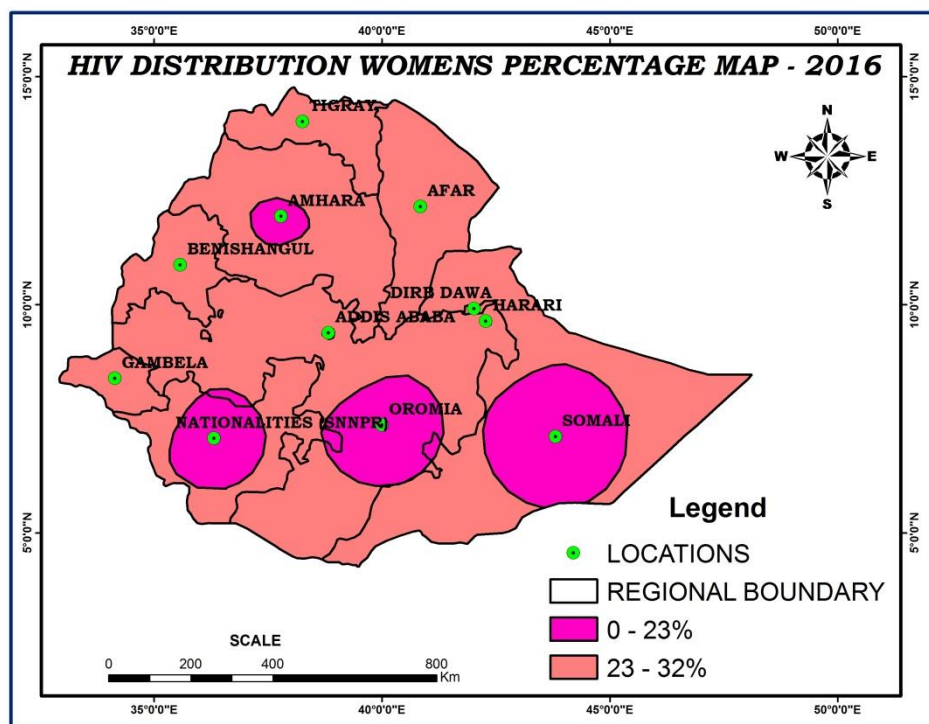 35°0'0"E 40°0'0"E 45°0'0"E 50°0'0"E
HIV DISTRIBUTION WOMENS PERCENTAGE MAP - 2016
15°0'0"N 15°0'0"N
TIGRAY
N
W E
S
AMHARA
AFAR
BENISHANGUL
DIRB DAWA
HARARI
10°0'0"N 10°0'0"N
ADDIS ABABA
GAMBELA
NATIONALITIES (SNNPR)
OROMIA
SOMALI
5°0'0"N 5°0'0"N
Legend
LOCATIONS
REGIONAL BOUNDARY
0 - 23%
23 - 32%
SCALE
0 200 400 800
Km
35°0'0"E 40°0'0"E 45°0'0"E 50°0'0"E